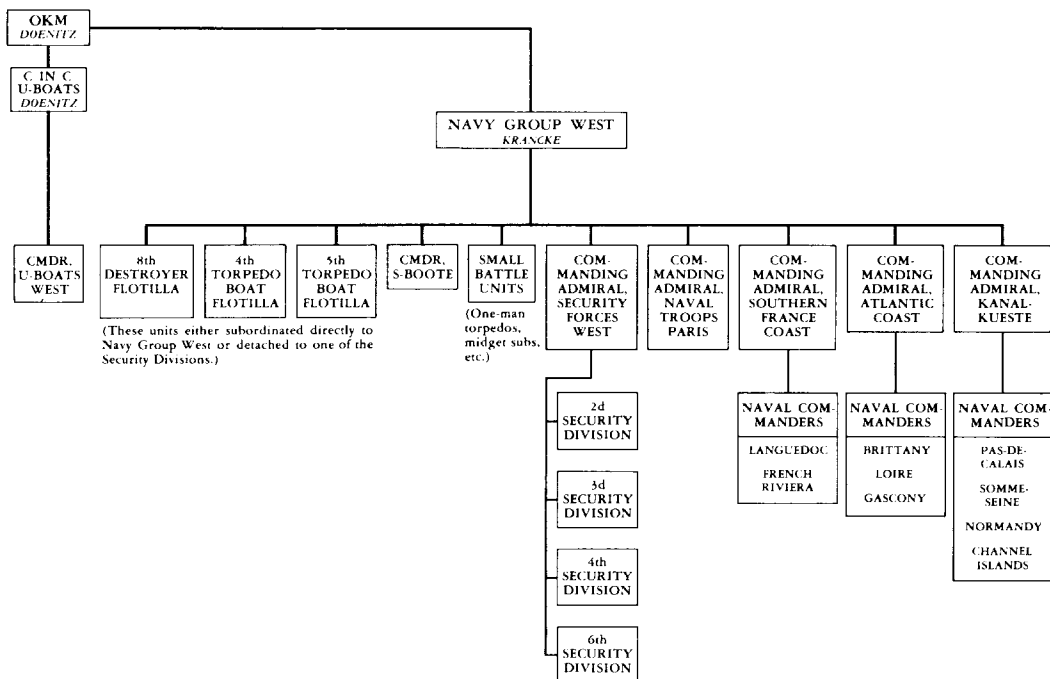 OKM
DOENITZ
C IN C
U-BOATS
DOENITZ
NAVY GROUP WEST
KRANCKE
CMDR,
U-BOATS
WEST
8th
DESTROYER
FLOTILLA
4th
TORPEDO
BOAT
FLOTILLA
5th
TORPEDO
BOAT
FLOTILLA
(These units either subordinated directly to
Navy Group West or detached to one of the
Security Divisions.)
CMDR,
S-BOOTE
SMALL
BATTLE
UNITS
(One-man
torpedos,
midget subs,
etc.)
COM-
MANDING
ADMIRAL,
SECURITY
FORCES
WEST
COM-
MANDING
ADMIRAL,
NAVAL
TROOPS
PARIS
COM-
MANDING
ADMIRAL,
SOUTHERN
FRANCE
COAST
COM-
MANDING
ADMIRAL,
ATLANTIC
COAST
COM-
MANDING
ADMIRAL,
KANAL-
KUESTE
2d
SECURITY
DIVISION
3d
SECURITY
DIVISION
4th
SECURITY
DIVISION
6th
SECURITY
DIVISION
NAVAL COM-
MANDERS
LANGUEDOC
FRENCH
RIVIERA
NAVAL COM-
MANDERS
BRITTANY
LOIRE
GASCONY
NAVAL COM-
MANDERS
PAS-DE-
CALAIS
SOMME-
SEINE
NORMANDY
CHANNEL
ISLANDS